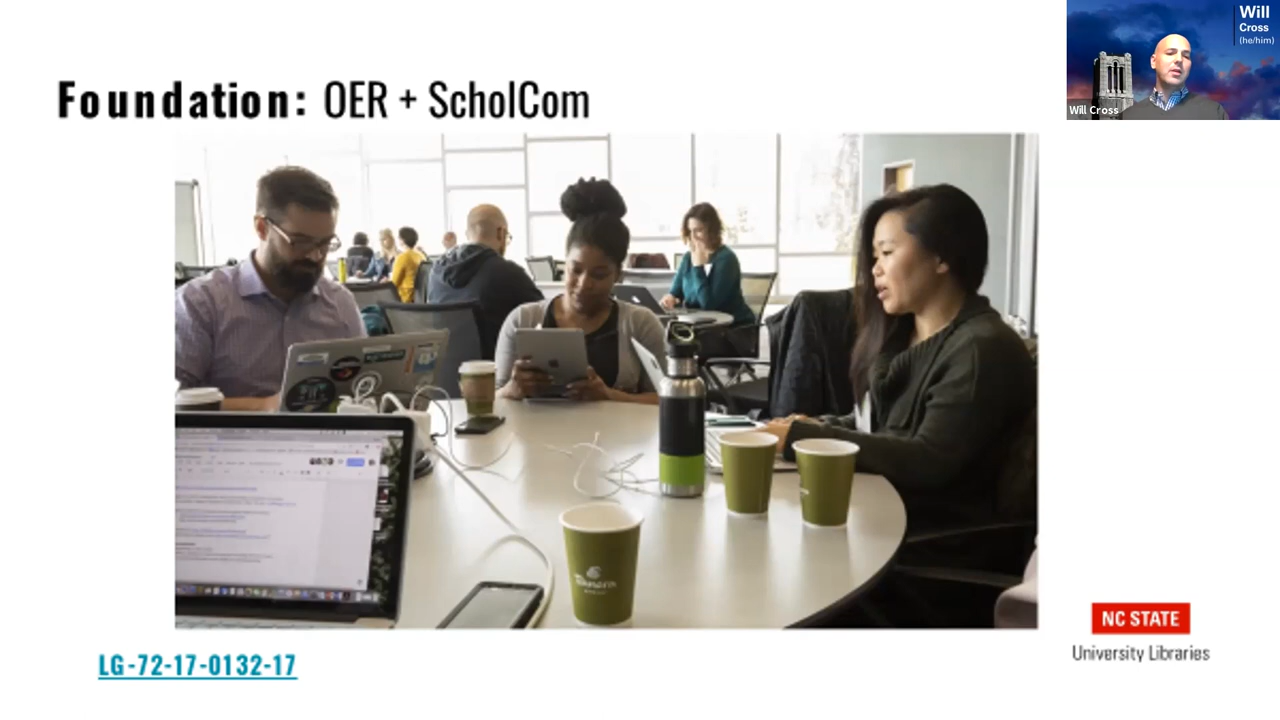 Will
Cross
(he/him)
Will Cross
Foundation: OER + ScholCom
LG-72-17-0132-17
NC STATE
University Libraries